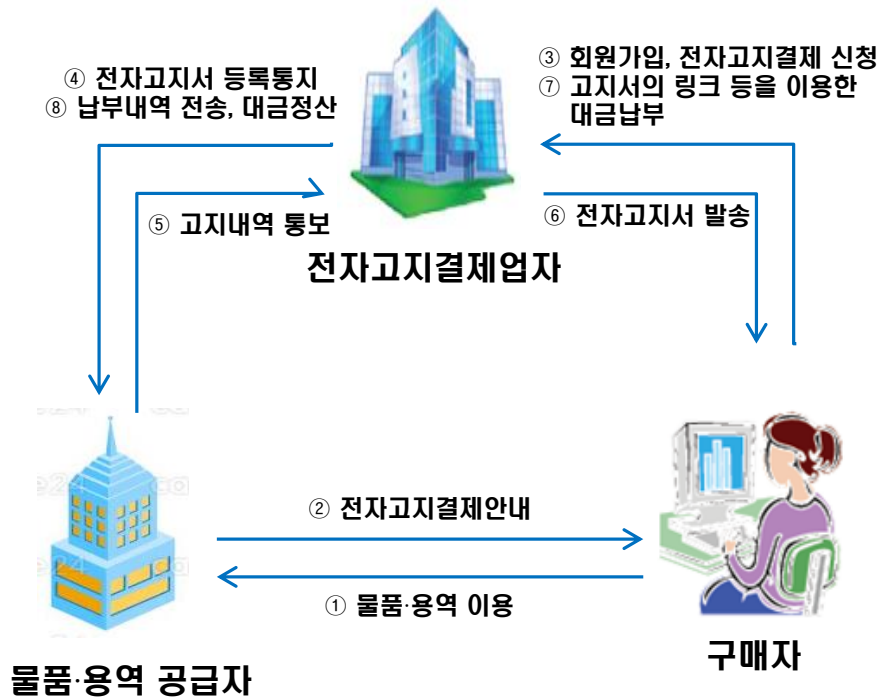 ④ 전자고지서 등록통지
⑧ 납부내역 전송, 대금정산
③ 회원가입, 전자고지결제 신청
⑦ 고지서의 링크 등을 이용한
대금납부
⑤ 고지내역 통보
⑥ 전자고지서 발송
전자고지결제업자
② 전자고지결제안내
① 물품·용역 이용
물품·용역 공급자
구매자